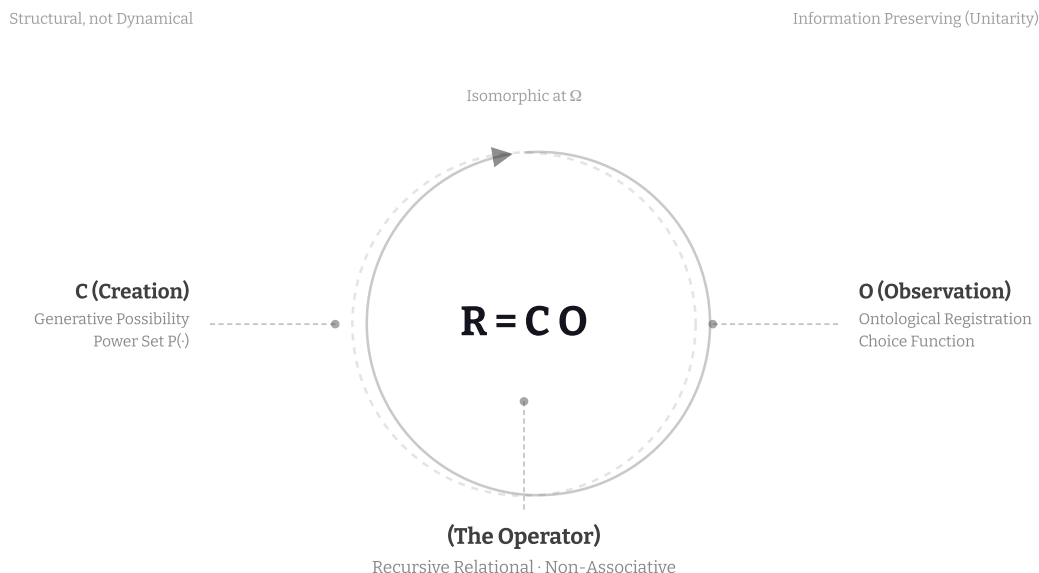 Structural, not Dynamical
Information Preserving (Unitarity)
Isomorphic at Ω
C (Creation)
Generative Possibility
Power Set P(·)
R = C O
O (Observation)
Ontological Registration
Choice Function
(The Operator)
Recursive Relational · Non-Associative